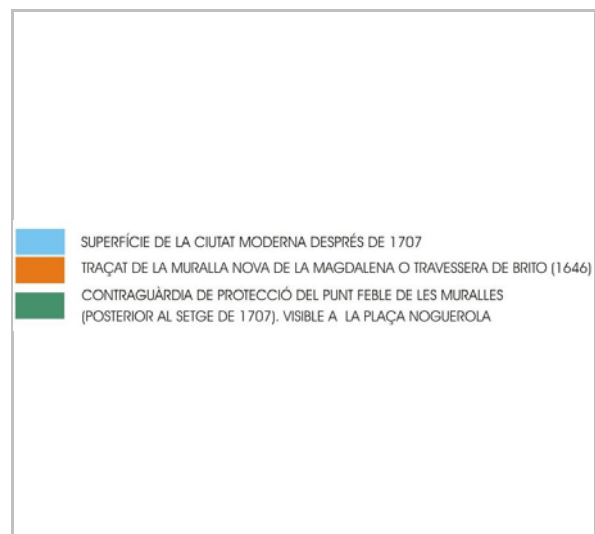 SUPERFÍCIE DE LA CIUTAT MODERNA DESPRÉS DE 1707
TRAÇAT DE LA MURALLA NOVA DE LA MAGDALENA O TRAVESSERA DE BRITO (1646)
CONTRAGUÀRDIA DE PROTECCIÓ DEL PUNT FEBLE DE LES MURALLES
(POSTERIOR AL SETGE DE 1707). VISIBLE A LA PLAÇA NOGUEROLA